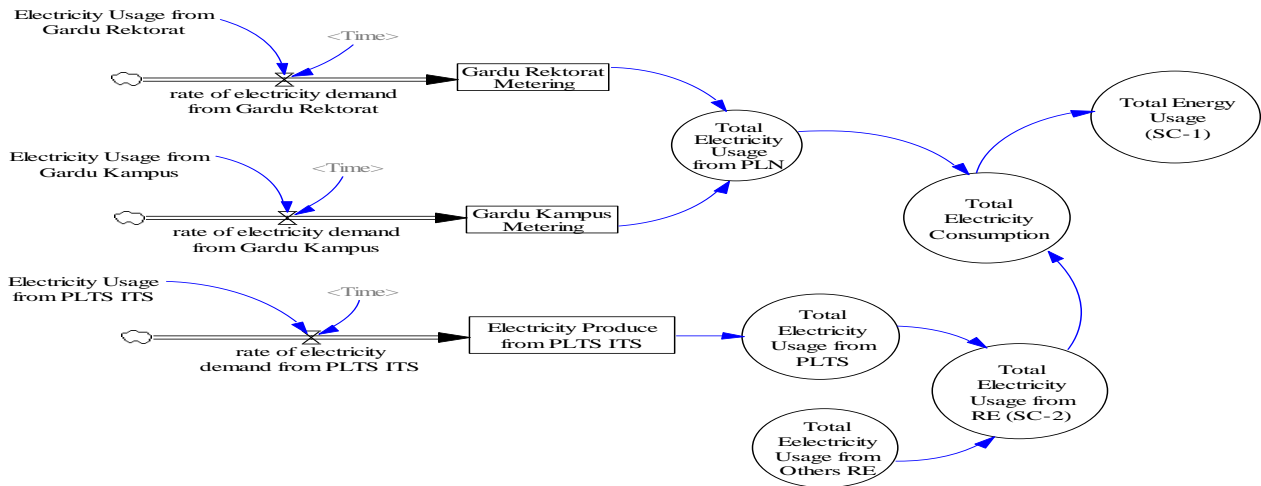 Electricity Usage from
Gardu Rektorat
<Time>
rate of electricity demand
from Gardu Rektorat
Gardu Rektorat
Metering
Electricity Usage from
Gardu Kampus
<Time>
rate of electricity demand
from Gardu Kampus
Gardu Kampus
Metering
Total
Electricity
Usage
from PLN
Total Energy
Usage
(SC-1)
Total
Electricity
Consumption
Electricity Usage
from PLTS ITS
<Time>
rate of electricity
demand from PLTS ITS
Electricity Produce
from PLTS ITS
Total
Electricity
Usage from
PLTS
Total
Electricity
Usage from
RE (SC-2)
Total
Eelectricity
Usage from
Others RE